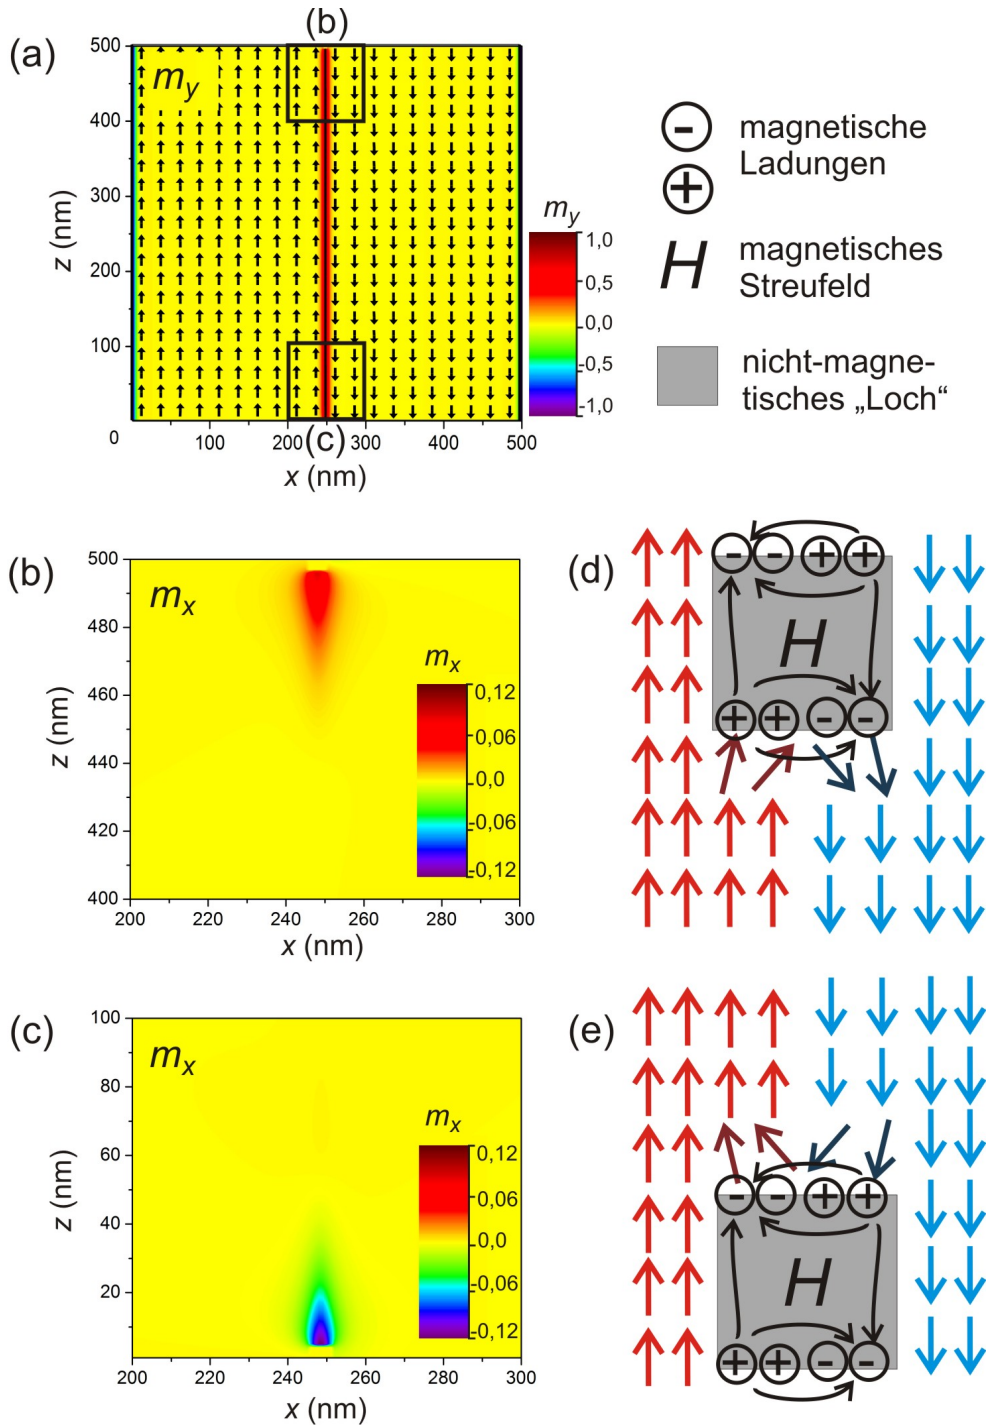 (a)
(b)
500
400
300
200
100
0
z (nm)
m_y
100
200
(c)
300
400
500
x (nm)
m_y
1,0
0,5
0,0
-0,5
-1,0
-
+
magnetische
Ladungen
H
magnetisches
Streufeld
nicht-magne-
tisches „Loch“
(b)
500
480
460
440
420
400
z (nm)
m_x
m_x
0,12
0,06
0,0
-0,06
-0,12
200
220
240
260
280
300
x (nm)
(d)
- - + +
H
+ + - -
(c)
100
80
60
40
20
z (nm)
m_x
m_x
0,12
0,06
0,0
-0,06
-0,12
200
220
240
260
280
300
x (nm)
(e)
- - + +
H
+ + - -